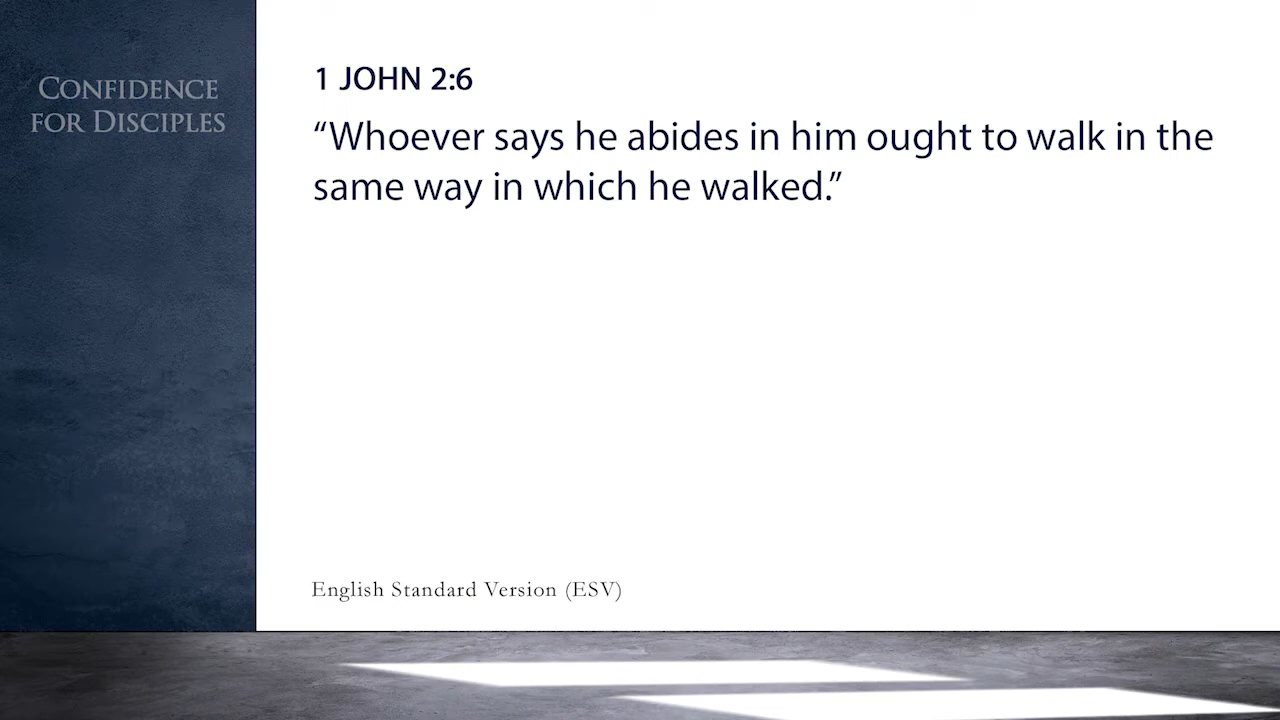 CONFIDENCE
FOR DISCIPLES
1 JOHN 2:6
“Whoever says he abides in him ought to walk in the
same way in which he walked.”
English Standard Version (ESV)